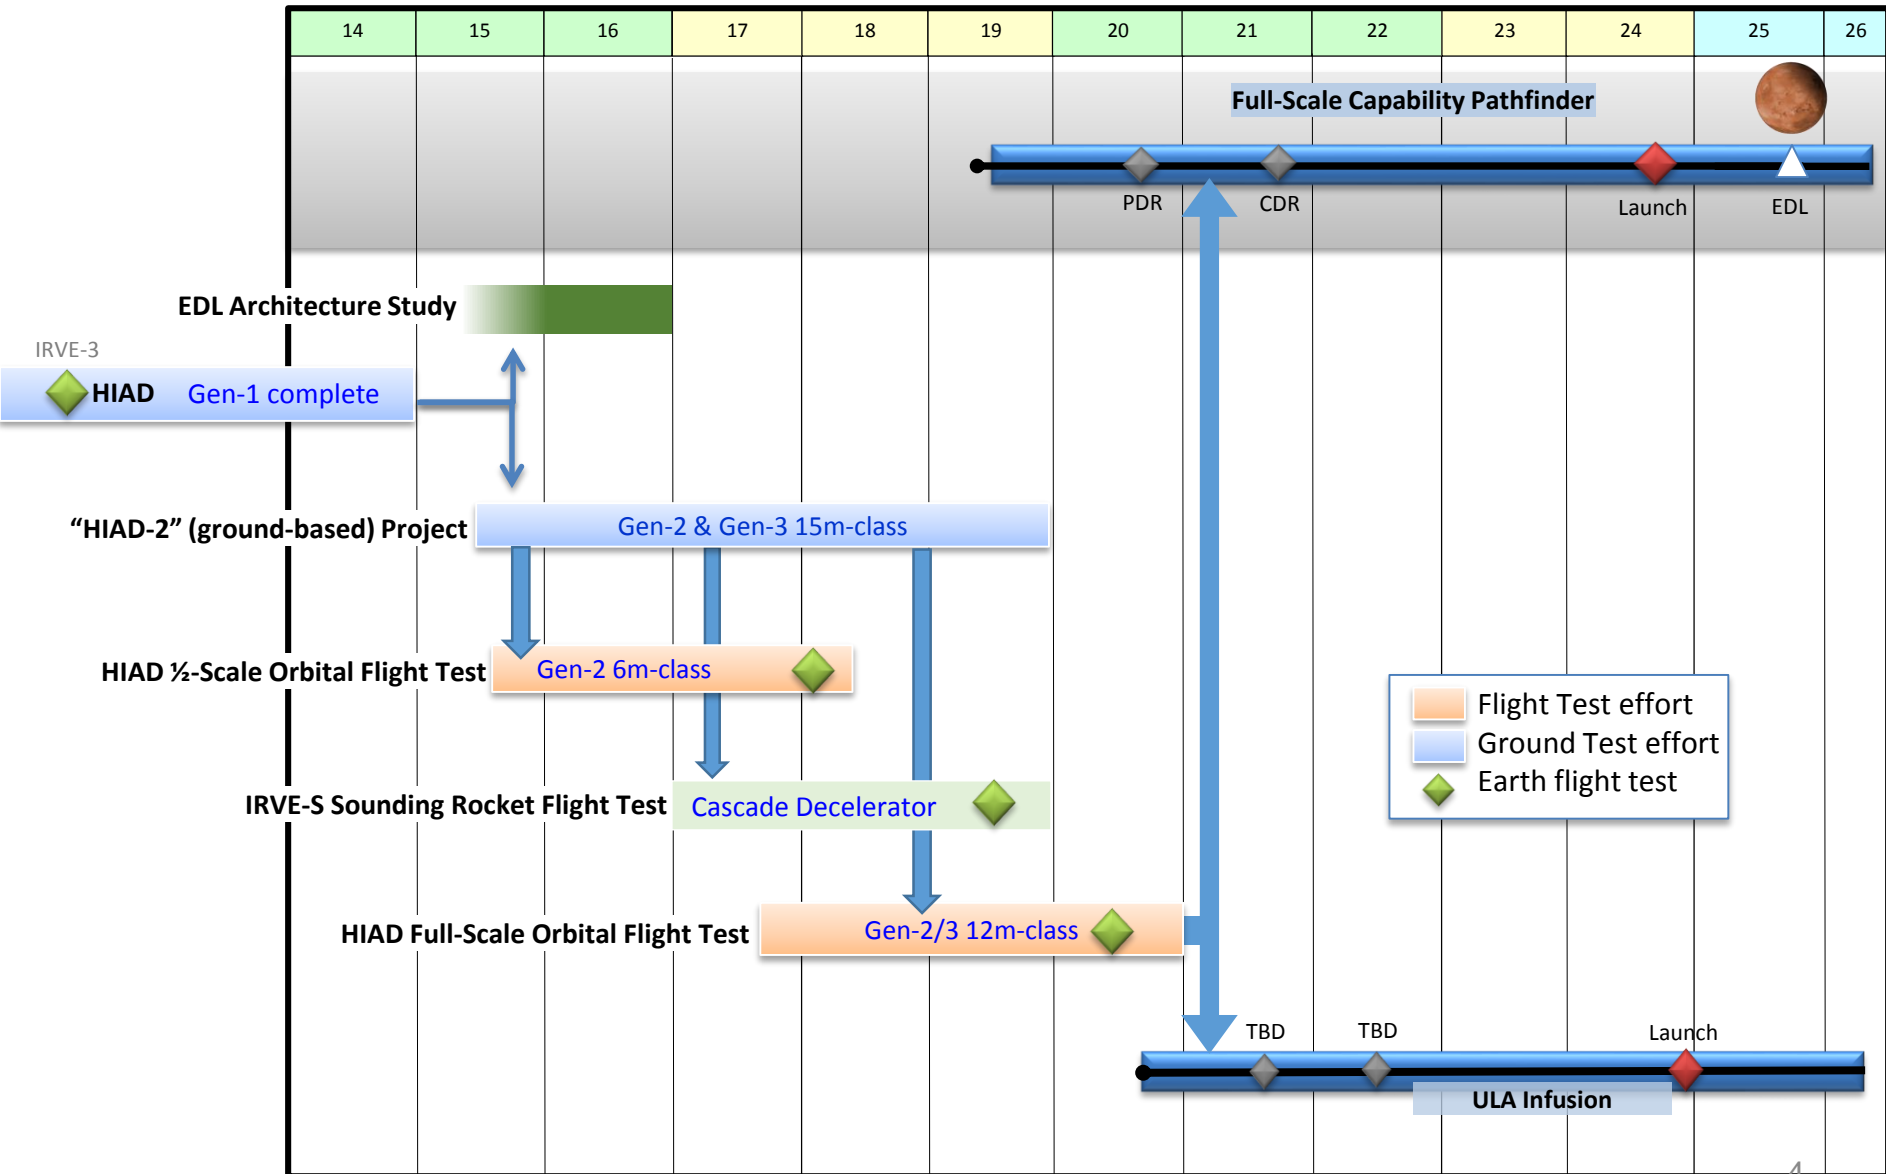 14 15 16 17 18 19 20 21 22 23 24 25 26
Full-Scale Capability Pathfinder
PDR CDR Launch EDL
EDL Architecture Study
IRVE-3
HIAD Gen-1 complete
“HIAD-2” (ground-based) Project Gen-2 & Gen-3 15m-class
HIAD ½-Scale Orbital Flight Test Gen-2 6m-class
Flight Test effort
Ground Test effort
Earth flight test
IRVE-S Sounding Rocket Flight Test Cascade Decelerator
HIAD Full-Scale Orbital Flight Test Gen-2/3 12m-class
TBD TBD Launch
ULA Infusion
4